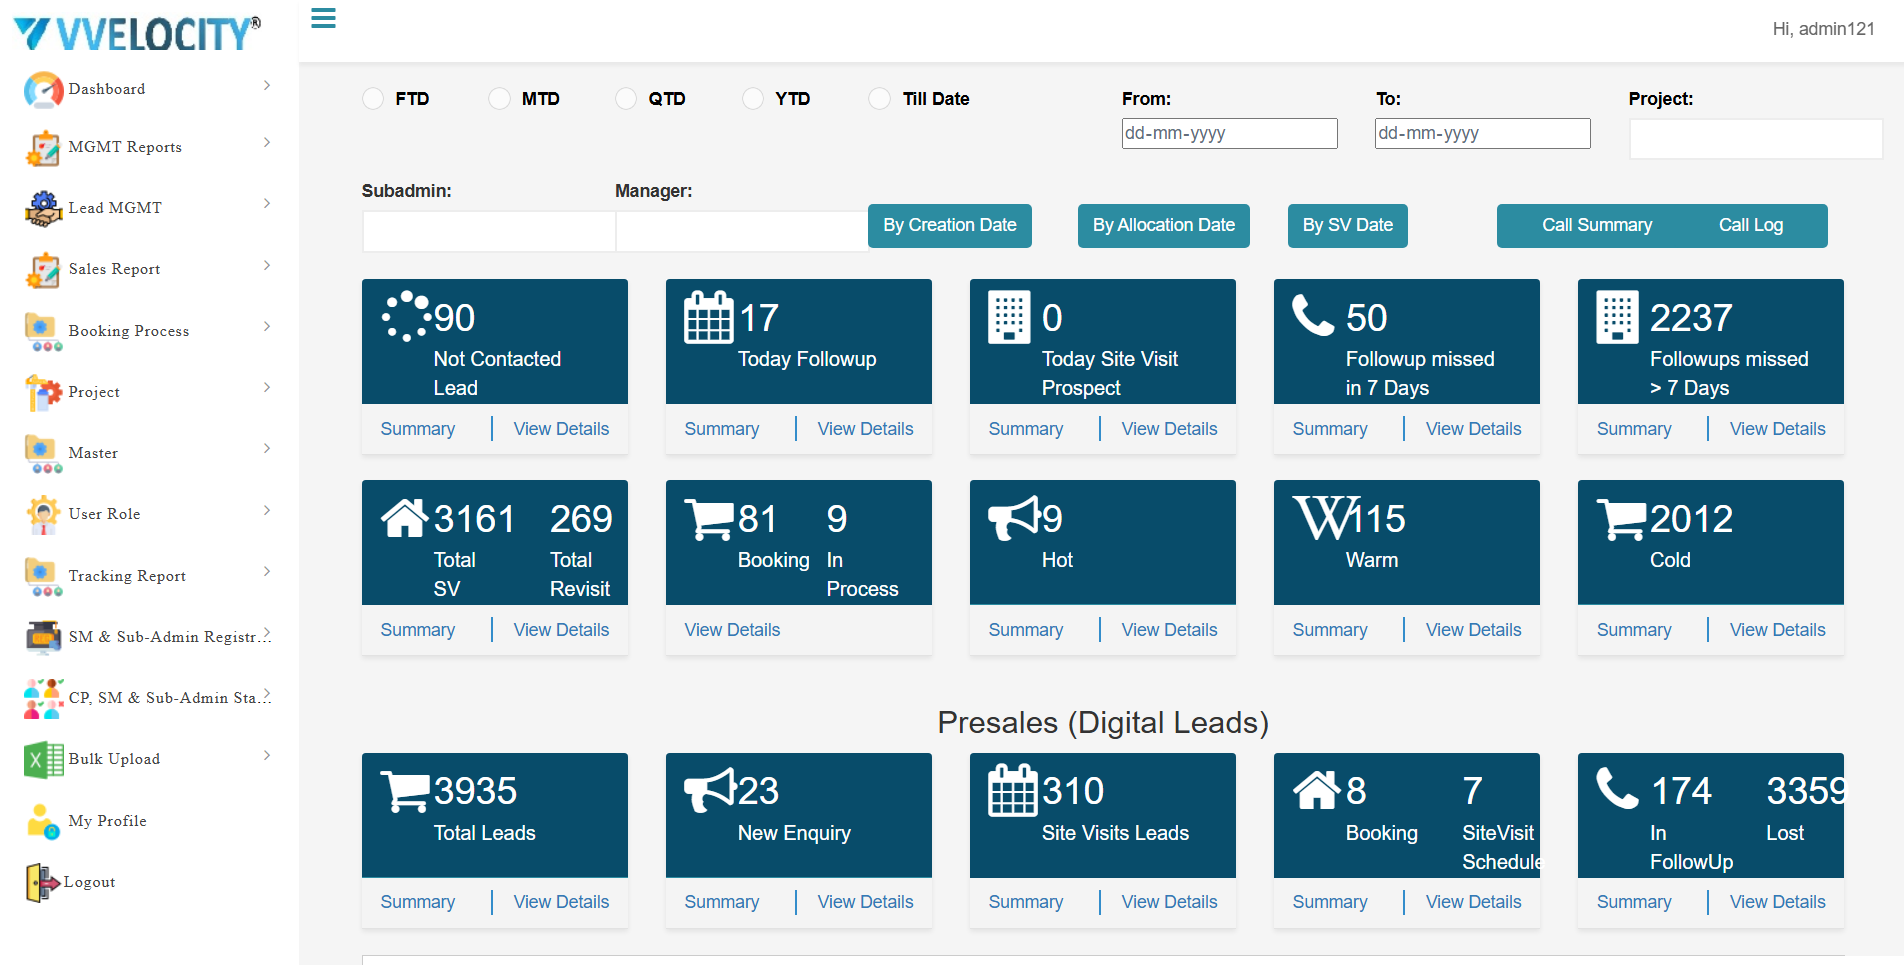 VVELOCITY®
Hi, admin121
Dashboard
MGMT Reports
Lead MGMT
Sales Report
Booking Process
Project
Master
User Role
Tracking Report
SM & Sub-Admin Registr...
CP, SM & Sub-Admin Sta...
Bulk Upload
My Profile
Logout
FTD MTD QTD YTD Till Date
From: To: Project:
dd-mm-yyyy dd-mm-yyyy
Subadmin: Manager:
By Creation Date By Allocation Date By SV Date Call Summary Call Log
90
Not Contacted
Lead
Summary View Details
17
Today Followup
Summary View Details
0
Today Site Visit
Prospect
Summary View Details
50
Followup missed
in 7 Days
Summary View Details
2237
Followups missed
> 7 Days
Summary View Details
3161 269
Total Total
SV Revisit
Summary View Details
81 9
Booking In
Process
View Details
9
Hot
Summary View Details
W115
Warm
Summary View Details
2012
Cold
Summary View Details
Presales (Digital Leads)
3935
Total Leads
Summary View Details
23
New Enquiry
Summary View Details
310
Site Visits Leads
Summary View Details
8 7
Booking SiteVisit
Schedule
Summary View Details
174 3359
In Lost
FollowUp
Summary View Details